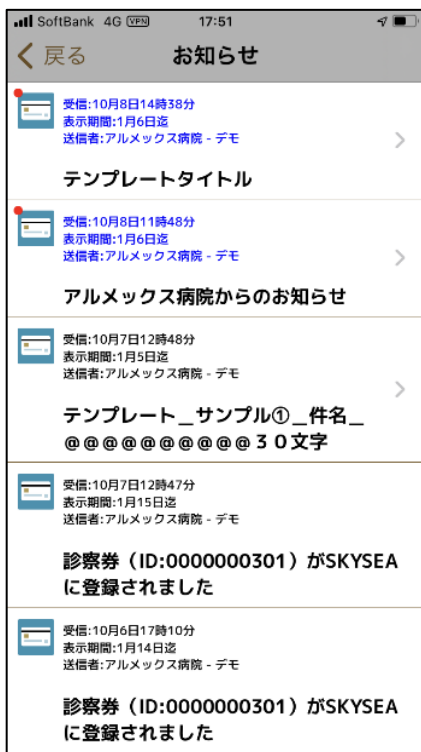 SoftBank 4G VPN 17:51
戻る お知らせ
受信:10月8日14時38分
表示期間:1月6日迄
送信者:アルメックス病院 - デモ
テンプレートタイトル
受信:10月8日11時48分
表示期間:1月6日迄
送信者:アルメックス病院 - デモ
アルメックス病院からのお知らせ
受信:10月7日12時48分
表示期間:1月5日迄
送信者:アルメックス病院 - デモ
テンプレート＿サンプル①＿件名＿
＠＠＠＠＠＠＠＠＠＠３０文字
受信:10月7日12時47分
表示期間:1月15日迄
送信者:アルメックス病院 - デモ
診察券（ID:0000000301）がSKYSEA
に登録されました
受信:10月6日17時10分
表示期間:1月14日迄
送信者:アルメックス病院 - デモ
診察券（ID:0000000301）がSKYSEA
に登録されました